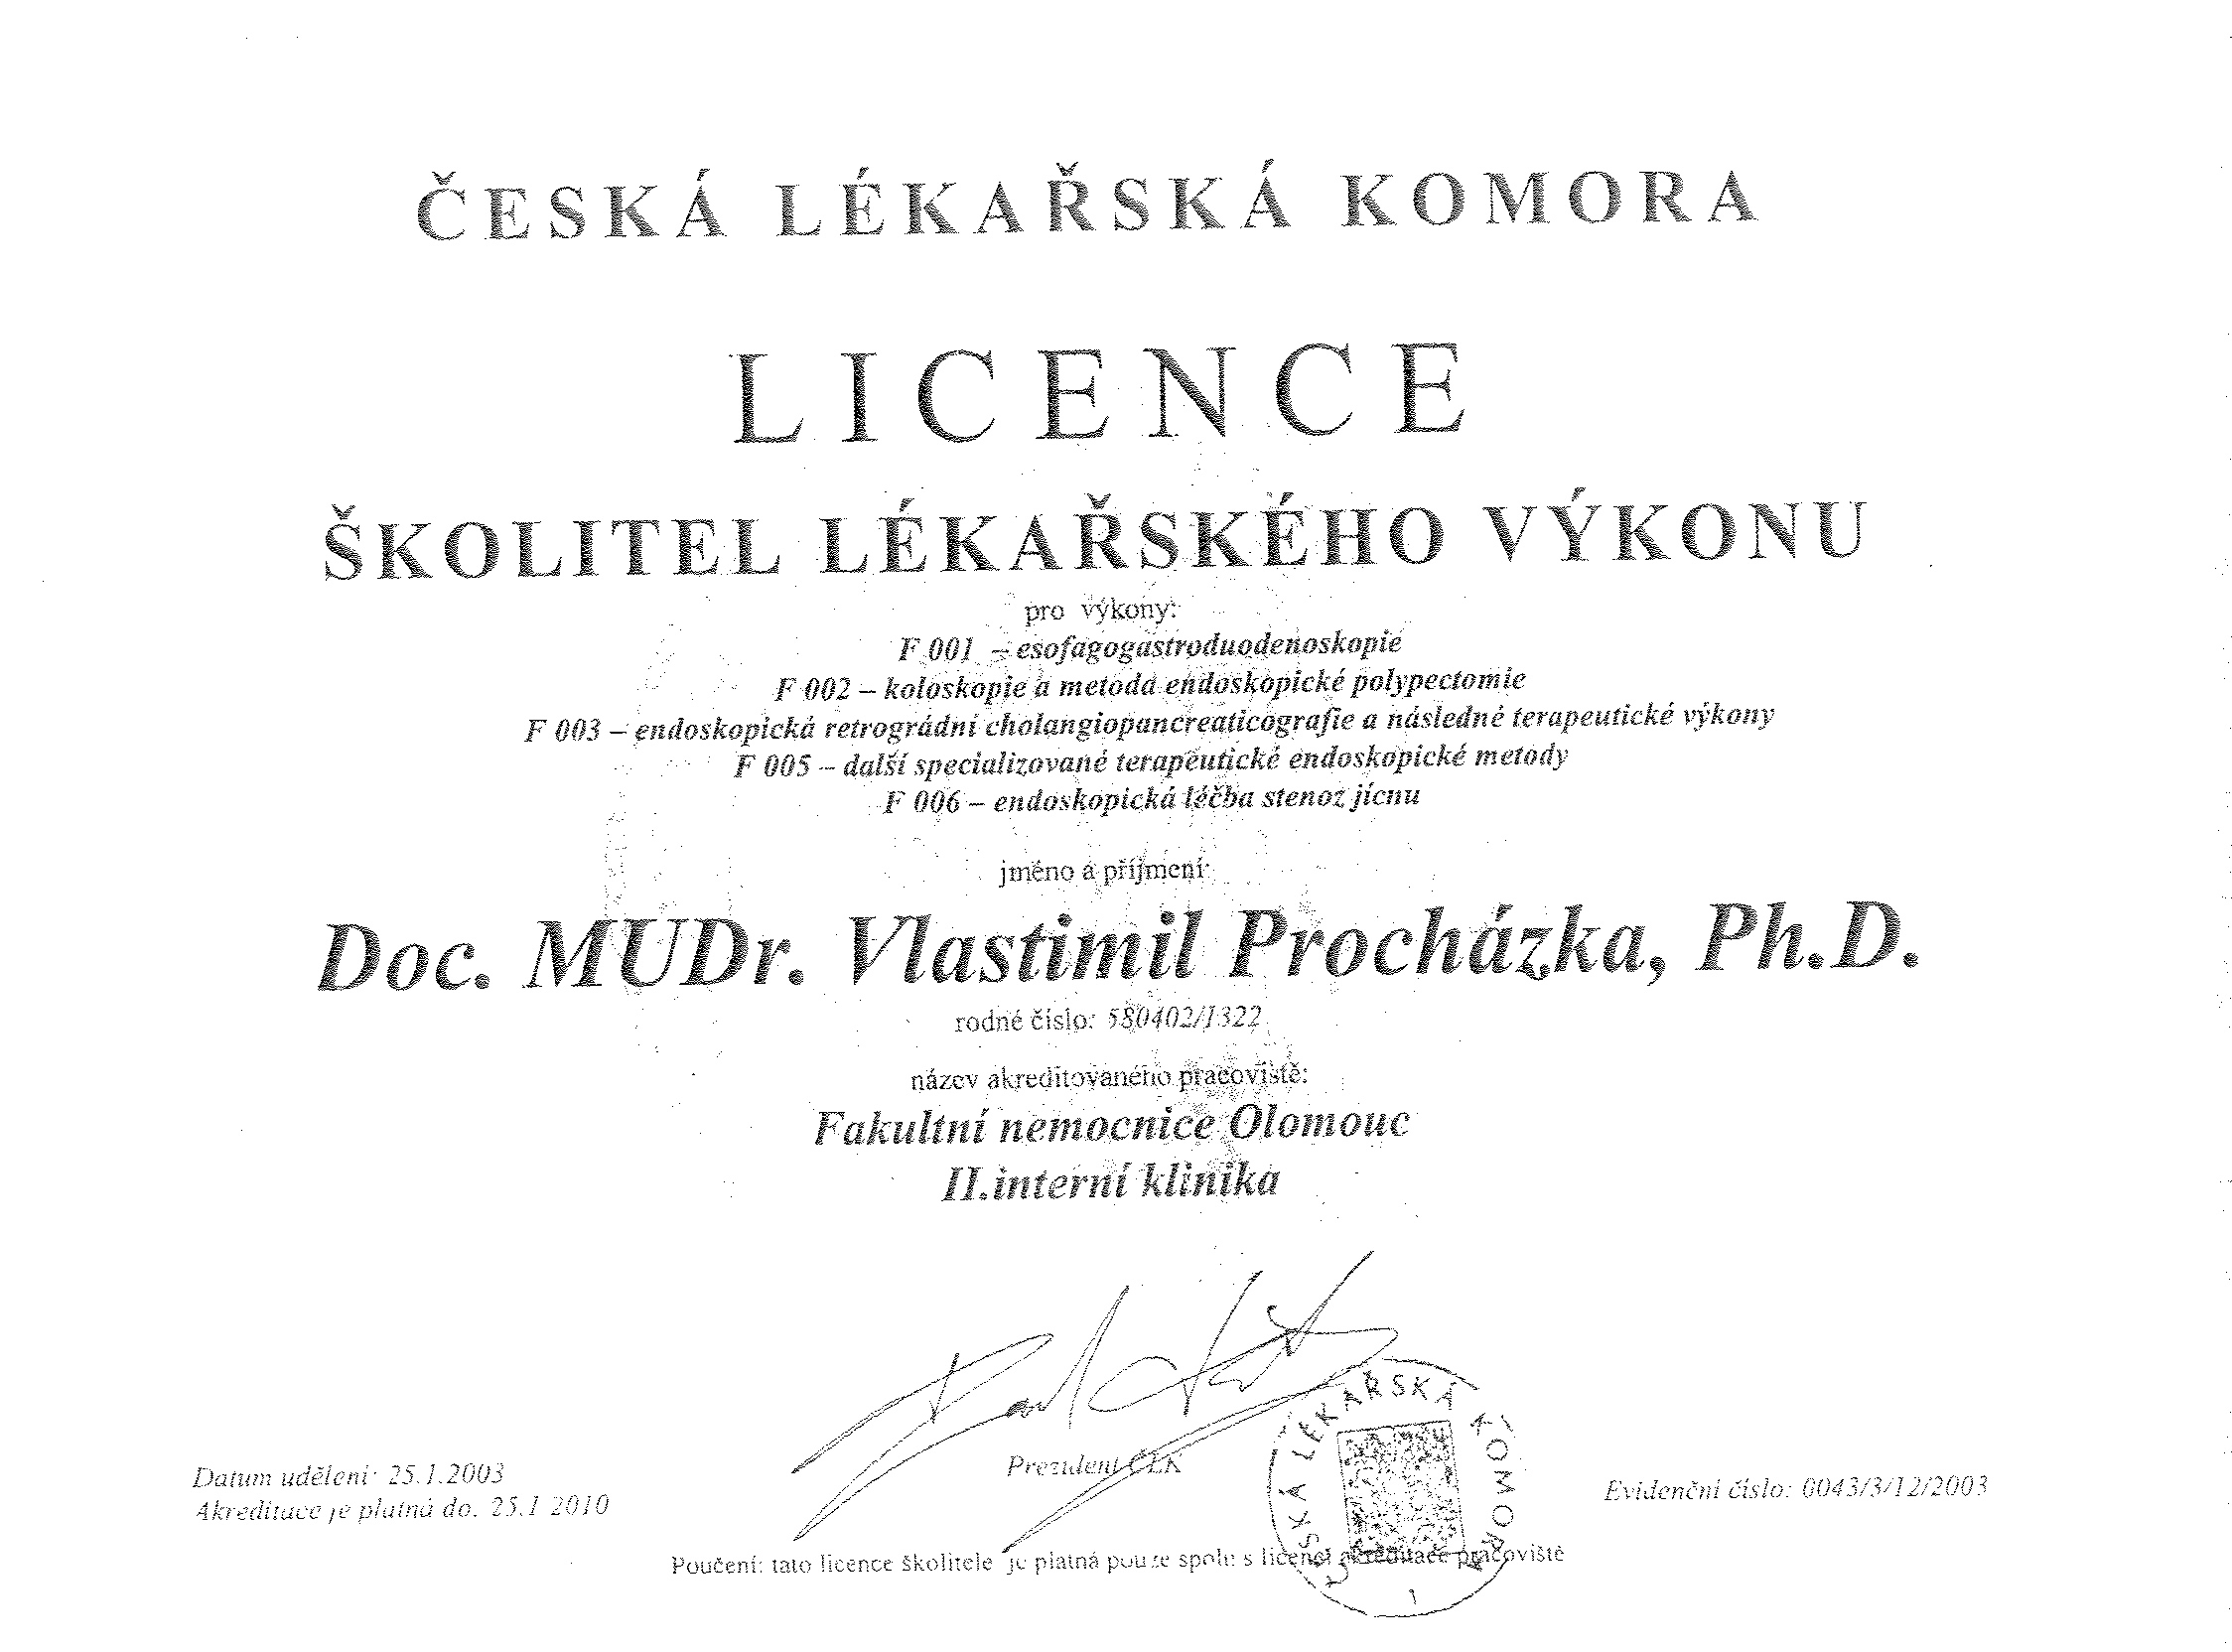 ČESKÁ LÉKAŘSKÁ KOMORA
LICENCE
ŠKOLITEL LÉKAŘSKÉHO VÝKONU
pro výkony:
F 001 – esofagogastroduodenoskopie
F 002 – koloskopie a metoda endoskopické polypectomie
F 003 – endoskopická retrográdní cholangiopancreaticografie a následné terapeutické výkony
F 005 – další specializované terapeutické endoskopické metody
F 006 – endoskopická léčba stenoz jícnu
jméno a příjmení:
Doc. MUDr. Vlastimil Procházka, Ph.D.
rodné číslo: 580402/1322
název akreditovaného pracoviště:
Fakultní nemocnice Olomouc
II.interní klinika
Prezident ČLK
Datum udělení: 25.1.2003
Akreditace je platná do: 25.1.2010
Evidenční číslo: 0043/3/12/2003
Poučení: tato licence školitele je platná pouze spolu s licencí akreditace pracoviště
ČESKÁ LÉKAŘSKÁ KOMORA
1